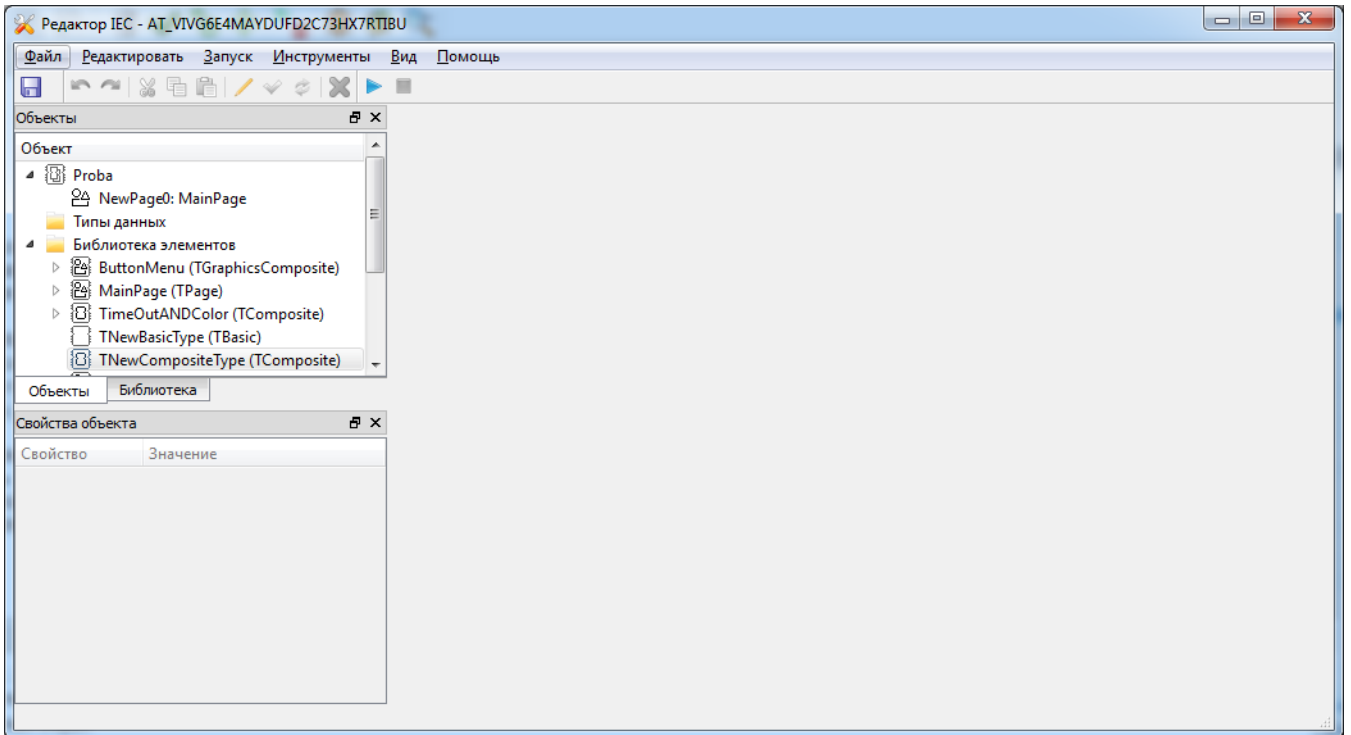 Редактор IEC - AT_VIVG6E4MAYDUFD2C73HX7RTIBU
Файл Редактировать Запуск Инструменты Вид Помощь
Объекты
Объект
Proba
NewPage0: MainPage
Типы данных
Библиотека элементов
ButtonMenu (TGraphicsComposite)
MainPage (TPage)
TimeOutANDColor (TComposite)
TNewBasicType (TBasic)
TNewCompositeType (TComposite)
Объекты Библиотека
Свойства объекта
Свойство Значение